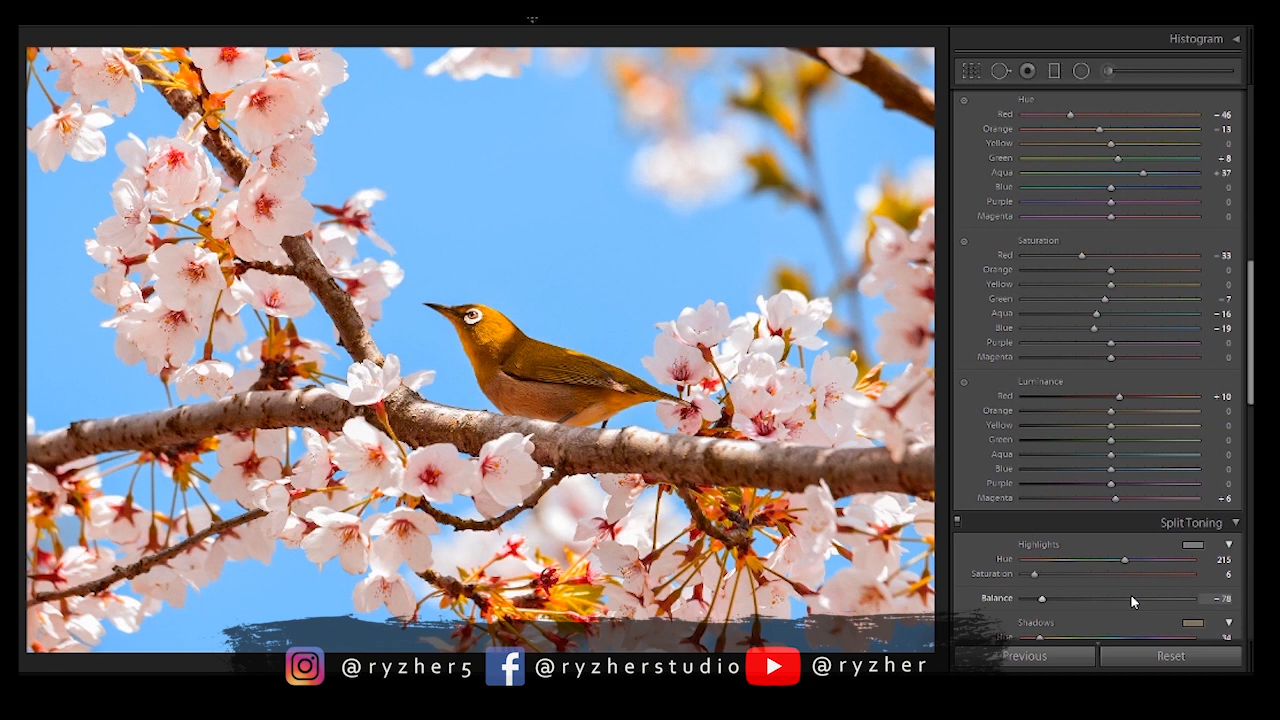 Histogram
Hue
Red - 46
Orange - 13
Yellow 0
Green + 8
Aqua + 37
Blue 0
Purple 0
Magenta 0
Saturation
Red - 33
Orange 0
Yellow 0
Green - 7
Aqua - 16
Blue - 19
Purple 0
Magenta 0
Luminance
Red + 10
Orange 0
Yellow 0
Green 0
Aqua 0
Blue 0
Purple 0
Magenta + 6
Split Toning
Highlights
Hue 215
Saturation 6
Balance - 78
Shadows
Hue 34
Previous Reset
@ryzher5 @ryzherstudio @ryzher